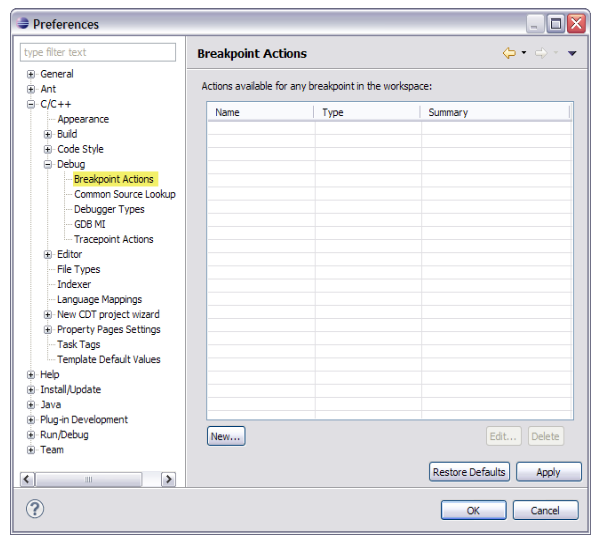 Preferences
type filter text
General
Ant
C/C++
Appearance
Build
Code Style
Debug
Breakpoint Actions
Common Source Lookup
Debugger Types
GDB MI
Tracepoint Actions
Editor
File Types
Indexer
Language Mappings
New CDT project wizard
Property Pages Settings
Task Tags
Template Default Values
Help
Install/Update
Java
Plug-in Development
Run/Debug
Team
Breakpoint Actions
Actions available for any breakpoint in the workspace:
Name Type Summary
New... Edit... Delete
Restore Defaults Apply
? OK Cancel